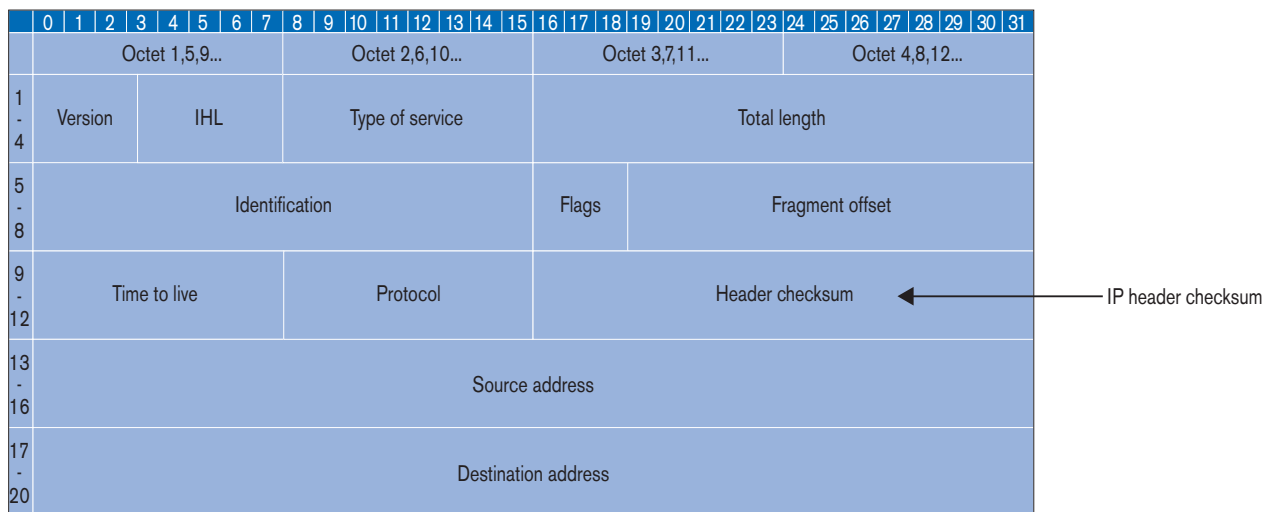 0 1 2 3 4 5 6 7 8 9 10 11 12 13 14 15 16 17 18 19 20 21 22 23 24 25 26 27 28 29 30 31
Octet 1,5,9... Octet 2,6,10... Octet 3,7,11... Octet 4,8,12...
1 - 4 Version IHL Type of service Total length
5 - 8 Identification Flags Fragment offset
9 - 12 Time to live Protocol Header checksum IP header checksum
13 - 16 Source address
17 - 20 Destination address